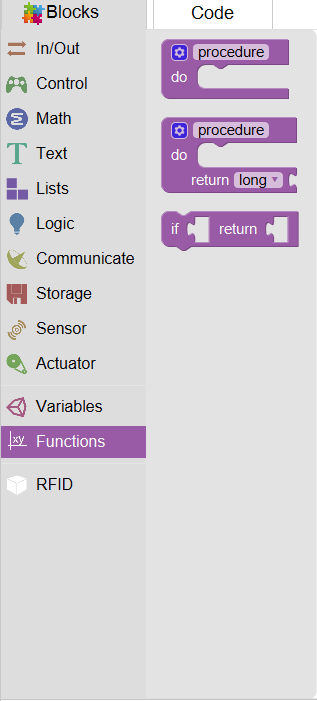 Blocks
Code
In/Out
Control
Math
Text
Lists
Logic
Communicate
Storage
Sensor
Actuator
Variables
xy
Functions
RFID
procedure
do
procedure
do
return long
if return